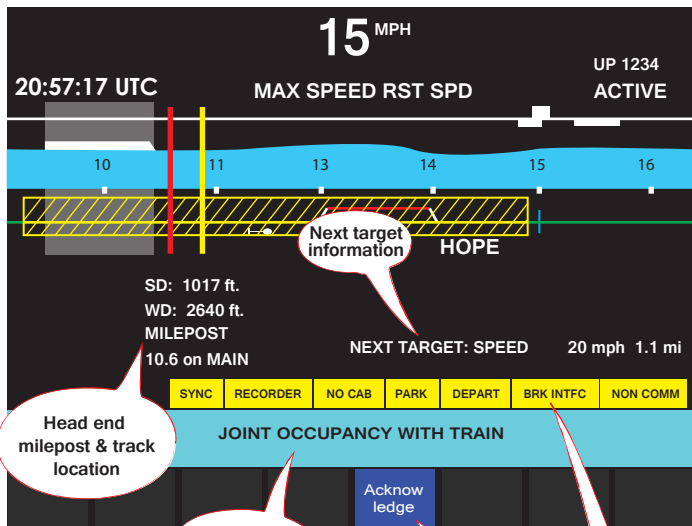 15 MPH
UP 1234
20:57:17 UTC
MAX SPEED RST SPD
ACTIVE
10 11 13 14 15 16
Next target
information
HOPE
SD: 1017 ft.
WD: 2640 ft.
MILEPOST
10.6 on MAIN
NEXT TARGET: SPEED 20 mph 1.1 mi
SYNC RECORDER NO CAB PARK DEPART BRK INTFC NON COMM
Head end
milepost & track
location
JOINT OCCUPANCY WITH TRAIN
Acknow
ledge